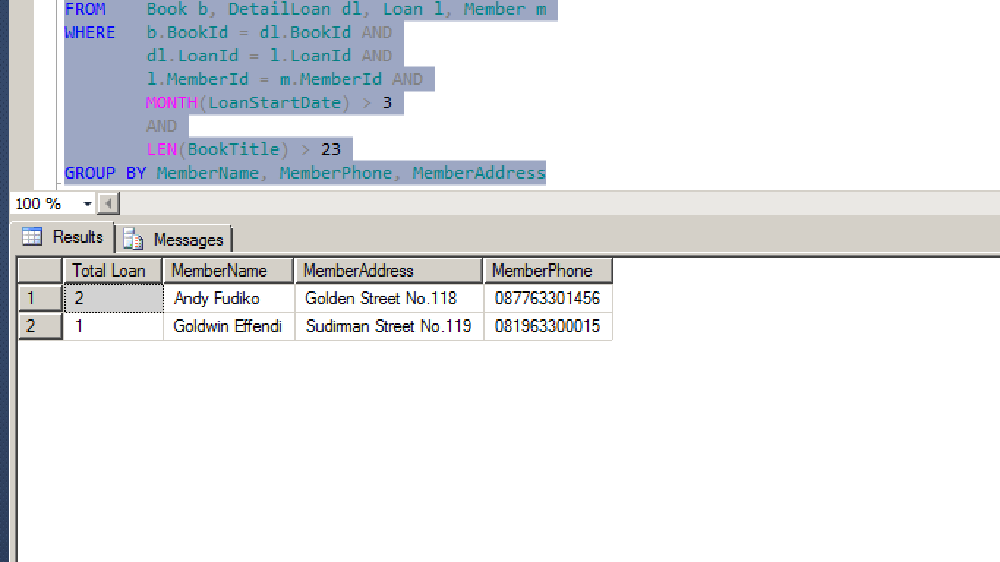 FROM Book b, DetailLoan dl, Loan l, Member m
WHERE b.BookId = dl.BookId AND
dl.LoanId = l.LoanId AND
l.MemberId = m.MemberId AND
MONTH(LoanStartDate) > 3
AND
LEN(BookTitle) > 23
GROUP BY MemberName, MemberPhone, MemberAddress
100 %
Results Messages
Total Loan MemberName MemberAddress MemberPhone
1 2 Andy Fudiko Golden Street No.118 087763301456
2 1 Goldwin Effendi Sudirman Street No.119 081963300015